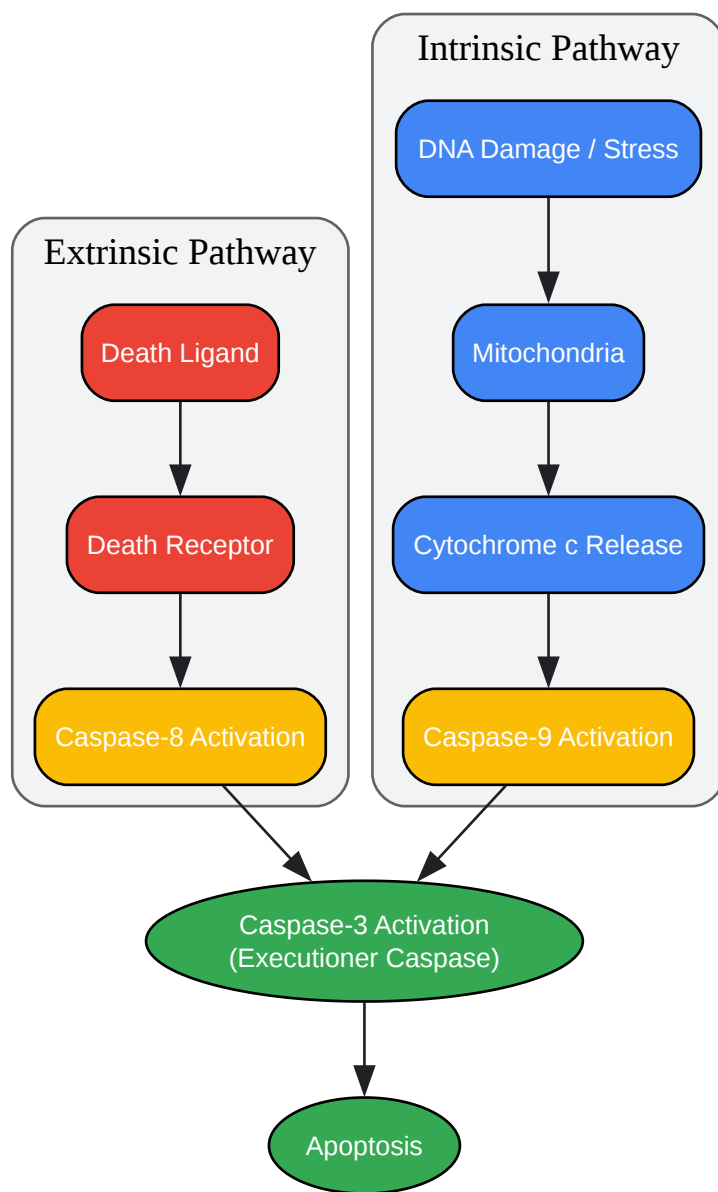 Intrinsic Pathway
DNA Damage / Stress
Extrinsic Pathway
Death Ligand
Mitochondria
Death Receptor
Cytochrome c Release
Caspase-8 Activation
Caspase-9 Activation
Caspase-3 Activation
(Executioner Caspase)
Apoptosis